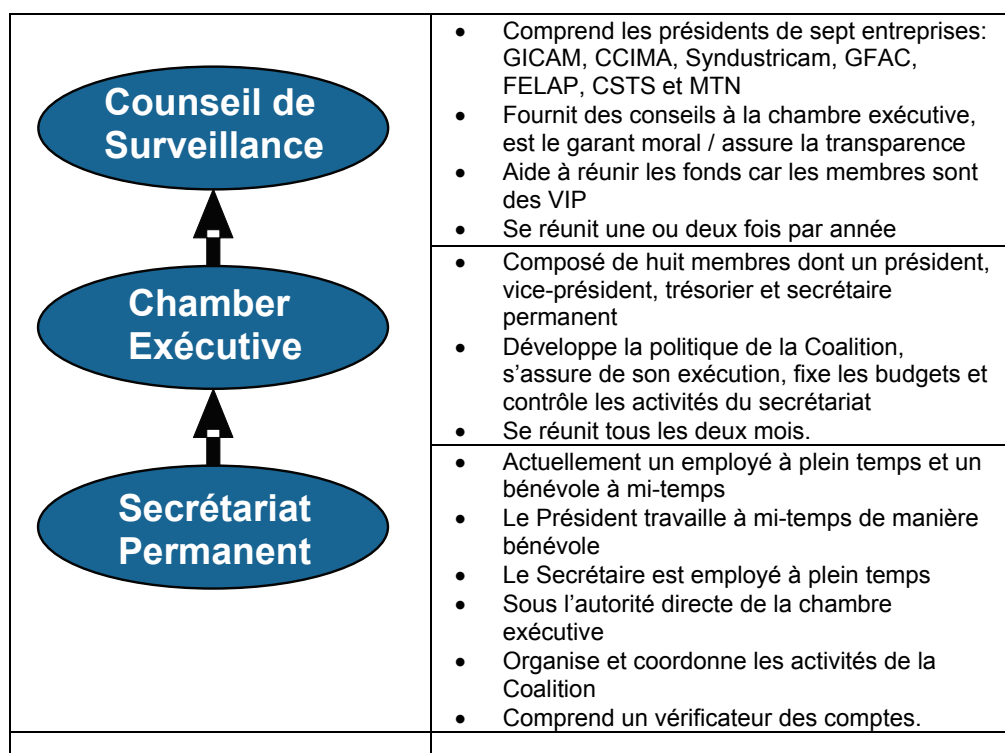 Counseil de
Surveillance
• Comprend les présidents de sept entreprises:
GICAM, CCIMA, Syndustricam, GFAC,
FELAP, CSTS et MTN
• Fournit des conseils à la chambre exécutive,
est le garant moral / assure la transparence
• Aide à réunir les fonds car les membres sont
des VIP
• Se réunit une ou deux fois par année
Chamber
Exécutive
• Composé de huit membres dont un président,
vice-président, trésorier et secrétaire
permanent
• Développe la politique de la Coalition,
s’assure de son exécution, fixe les budgets et
contrôle les activités du secrétariat
• Se réunit tous les deux mois.
Secrétariat
Permanent
• Actuellement un employé à plein temps et un
bénévole à mi-temps
• Le Président travaille à mi-temps de manière
bénévole
• Le Secrétaire est employé à plein temps
• Sous l’autorité directe de la chambre
exécutive
• Organise et coordonne les activités de la
Coalition
• Comprend un vérificateur des comptes.